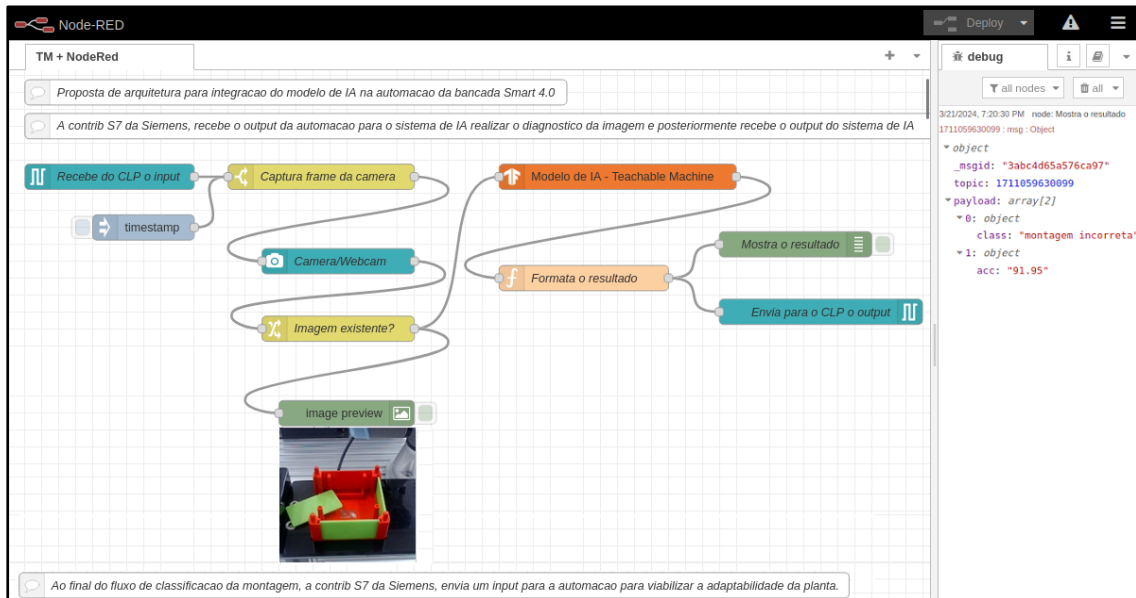 Node-RED
Deploy
TM + NodeRed
debug
i
all nodes
all
Proposta de arquitetura para integracao do modelo de IA na automacao da bancada Smart 4.0
A contrib S7 da Siemens, recebe o output da automacao para o sistema de IA realizar o diagnostico da imagem e posteriormente recebe o output do sistema de IA
3/21/2024, 7:20:30 PM node: Mostra o resultado
1711059630099 : msg : Object
object
_msgid: "3abc4d65a576ca97"
topic: 1711059630099
payload: array[2]
0: object
class: "montagem incorreta"
1: object
acc: "91.95"
Recebe do CLP o input
Captura frame da camera
Modelo de IA - Teachable Machine
timestamp
Mostra o resultado
Camera/Webcam
Formata o resultado
Envia para o CLP o output
Imagem existente?
image preview
Ao final do fluxo de classificacao da montagem, a contrib S7 da Siemens, envia um input para a automacao para viabilizar a adaptabilidade da planta.